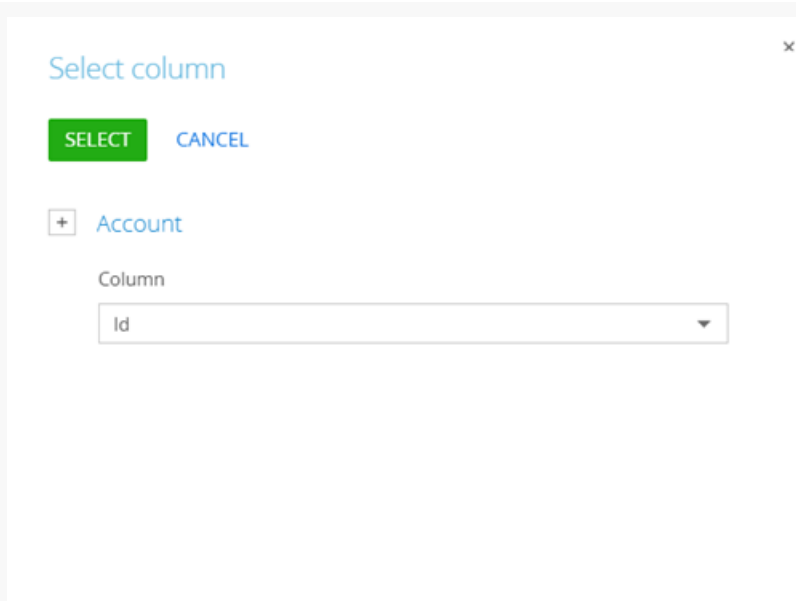 Select column
×
SELECT CANCEL
+ Account
Column
Id